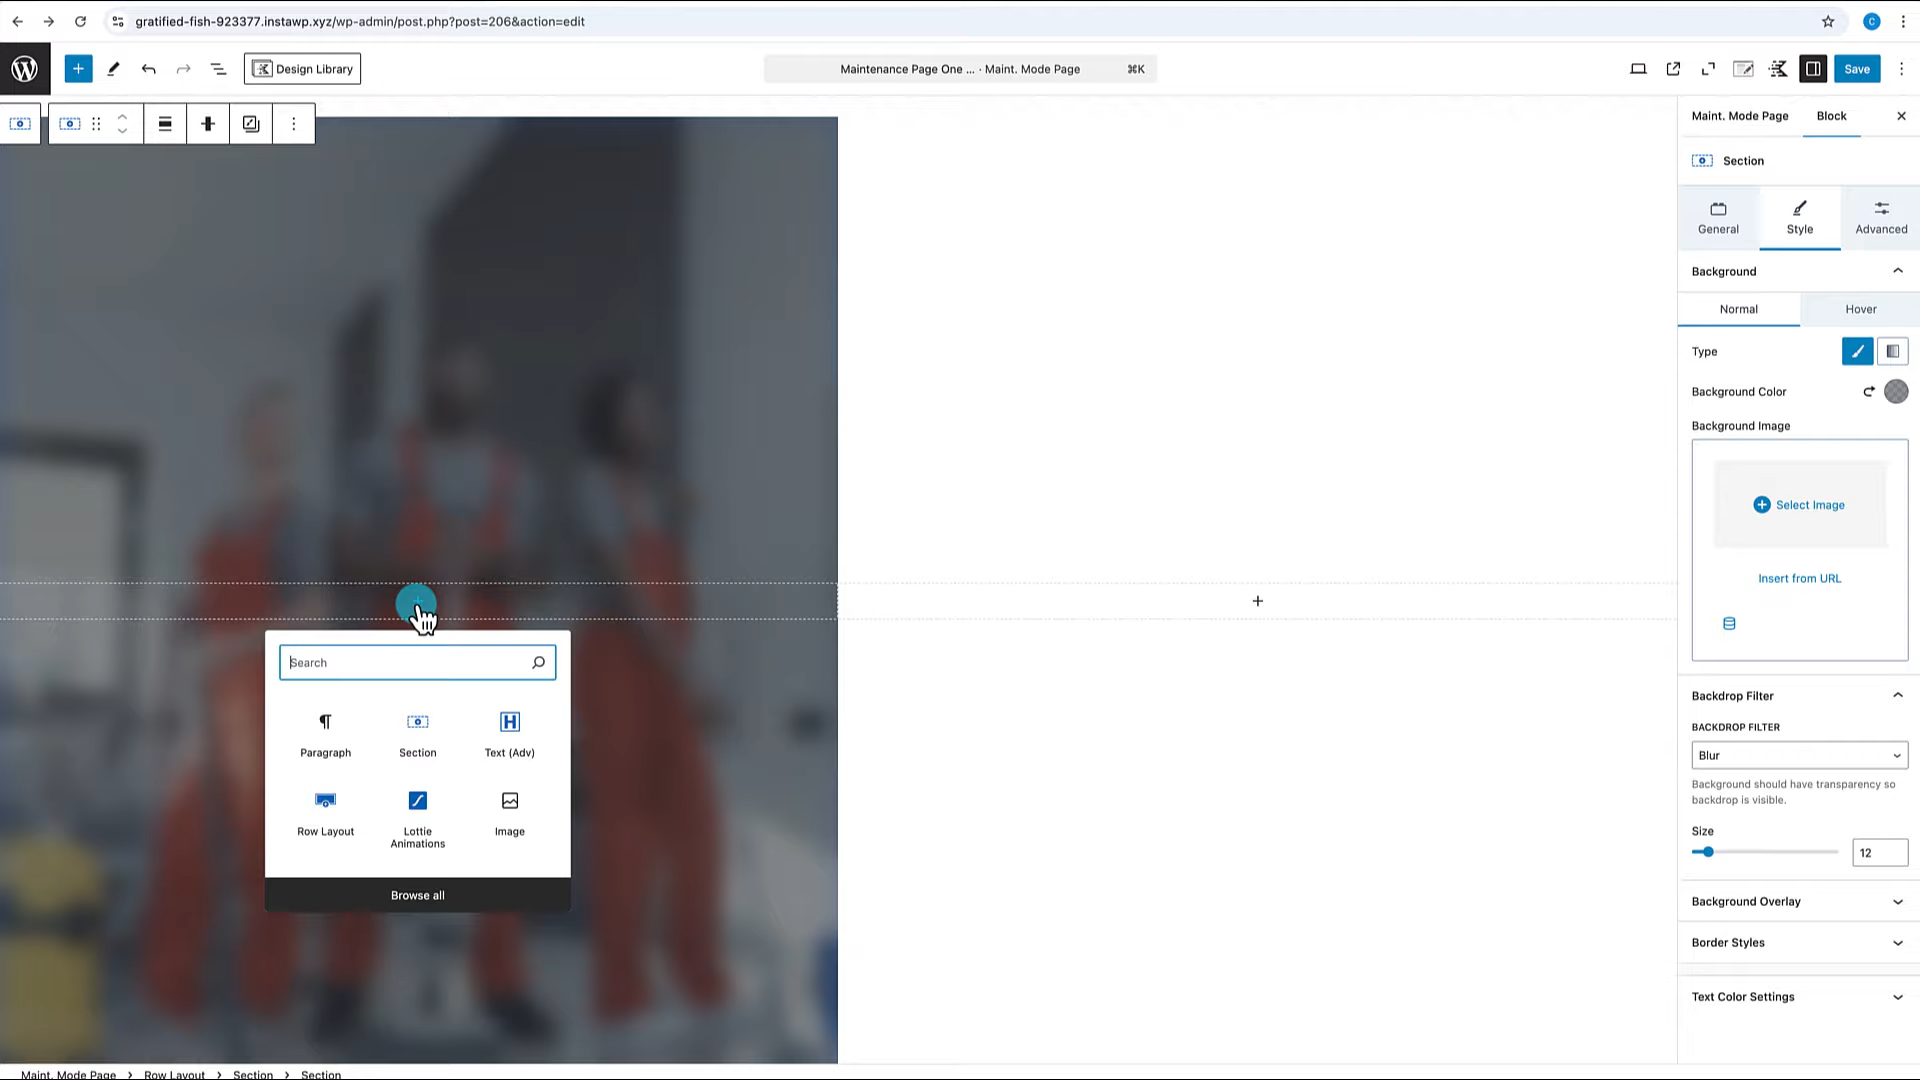 gratified-fish-923377.instawp.xyz/wp-admin/post.php?post=206&action=edit
C
Design Library
Maintenance Page One ... · Maint. Mode Page
⌘K
Save
Maint. Mode Page
Block
Section
General
Style
Advanced
Background
Normal
Hover
Type
Background Color
Background Image
Select Image
Insert from URL
Backdrop Filter
BACKDROP FILTER
Blur
Background should have transparency so
backdrop is visible.
Size
12
Background Overlay
Border Styles
Text Color Settings
Search
Paragraph
Section
Text (Adv)
Row Layout
Lottie
Animations
Image
Browse all
Maint. Mode Page > Row Layout > Section > Section